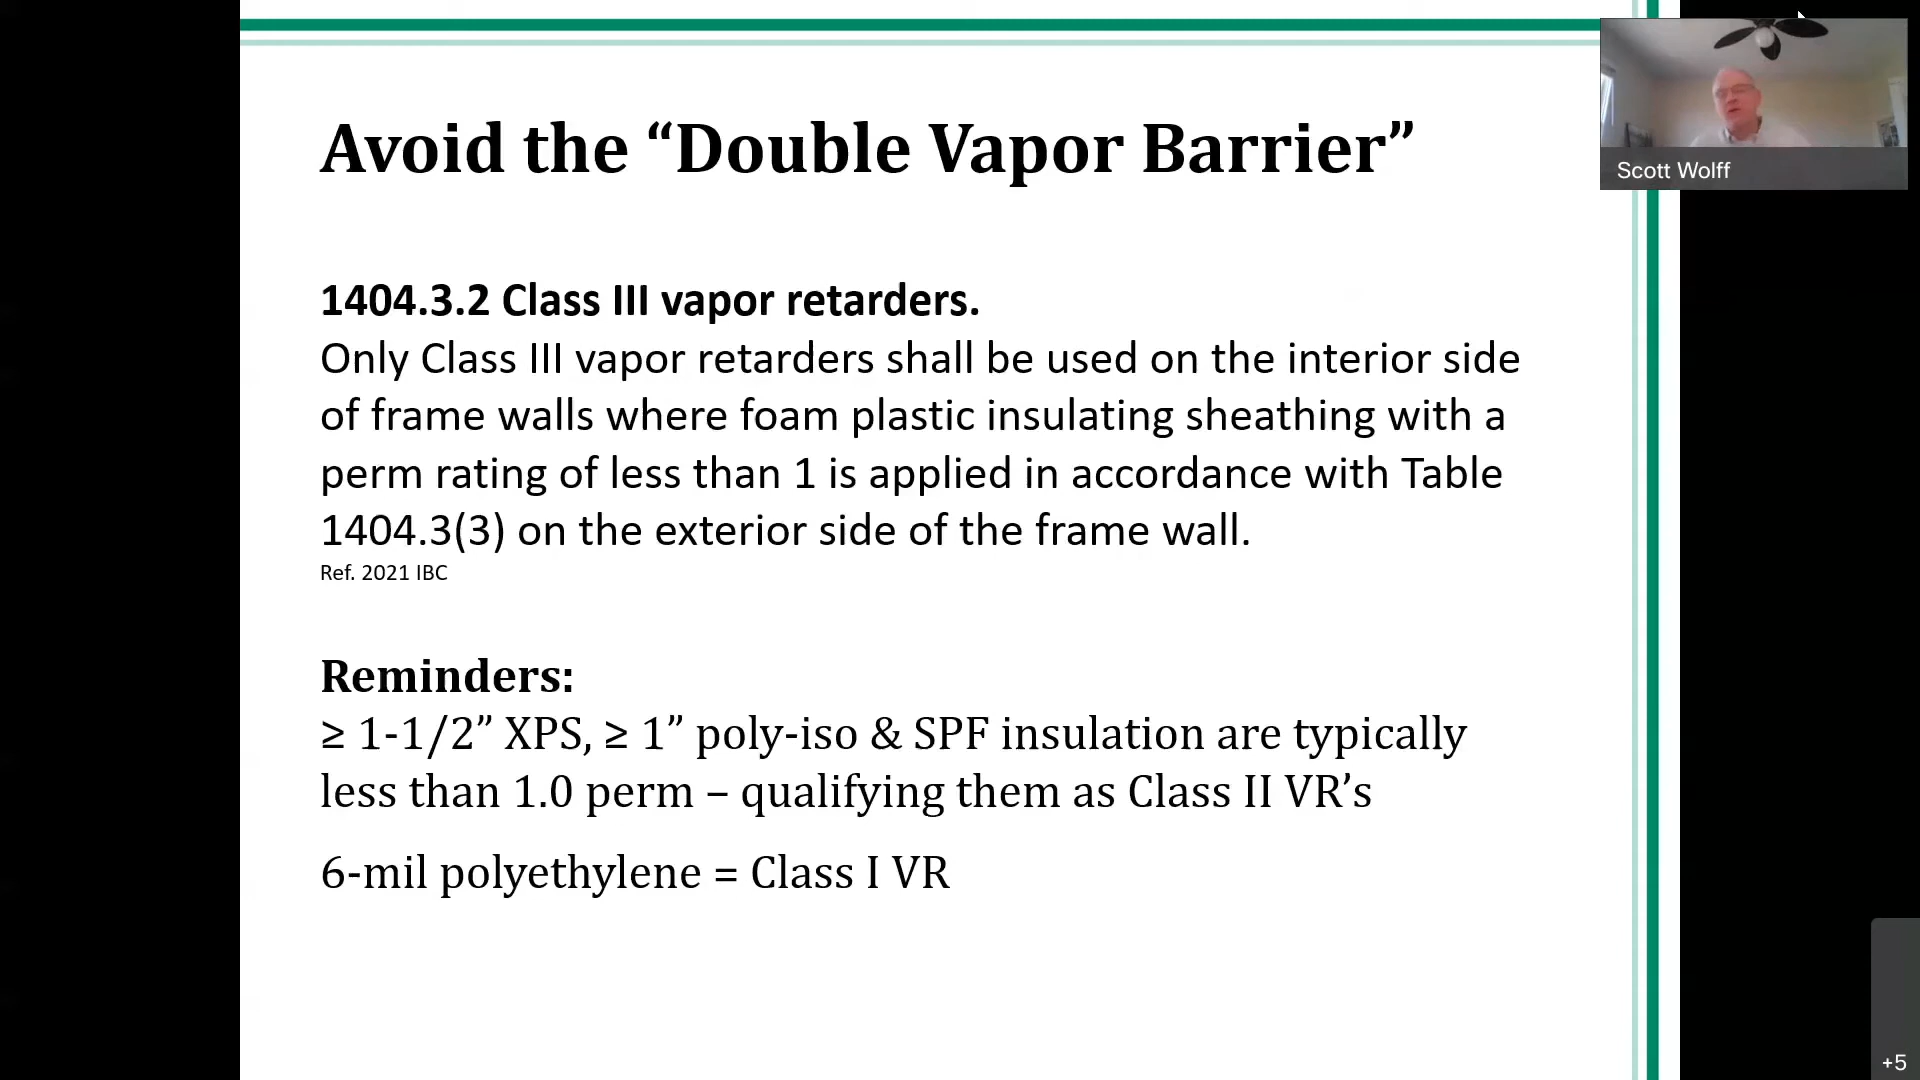 Avoid the “Double Vapor Barrier”
Scott Wolff
1404.3.2 Class III vapor retarders.
Only Class III vapor retarders shall be used on the interior side
of frame walls where foam plastic insulating sheathing with a
perm rating of less than 1 is applied in accordance with Table
1404.3(3) on the exterior side of the frame wall.
Ref. 2021 IBC
Reminders:
≥ 1-1/2” XPS, ≥ 1” poly-iso & SPF insulation are typically
less than 1.0 perm – qualifying them as Class II VR’s
6-mil polyethylene = Class I VR
+5